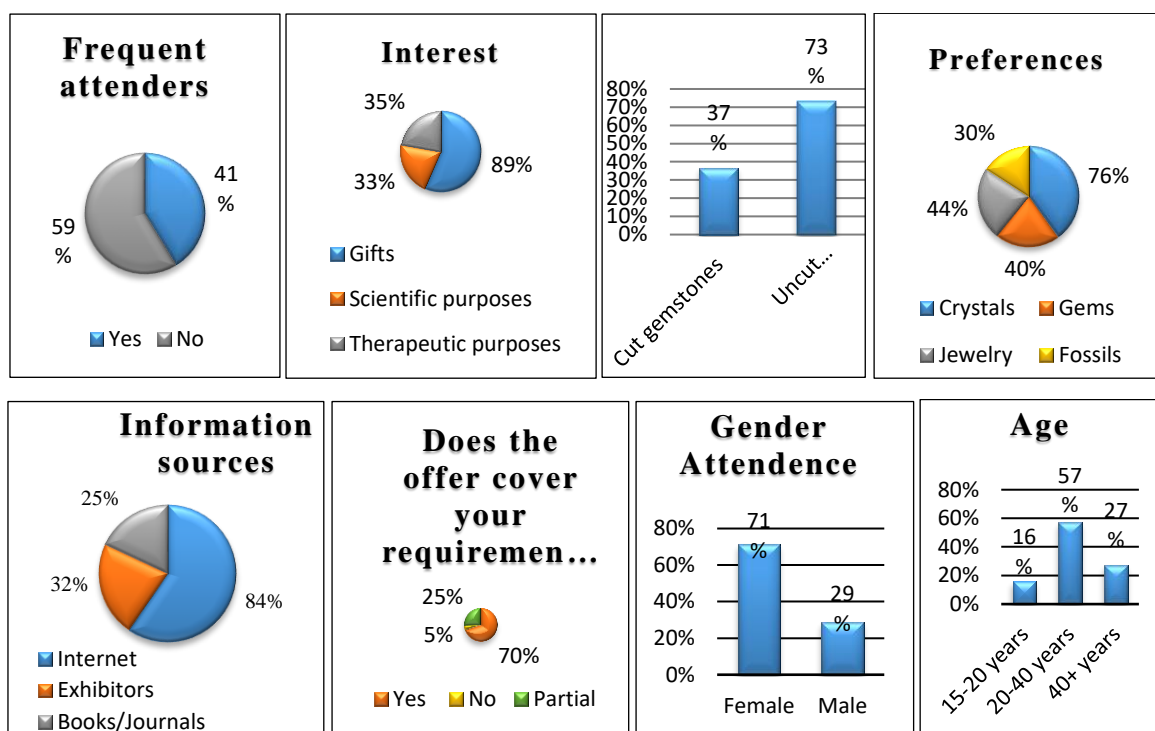 Frequent
attenders
41
%
59
%
Yes No
Interest
35%
33%
89%
Gifts
Scientific purposes
Therapeutic purposes
73
%
37
%
80%
70%
60%
50%
40%
30%
20%
10%
0%
Cut gemstones
Uncut...
Preferences
30%
76%
44%
40%
Crystals Gems
Jewelry Fossils
Information
sources
25%
32%
84%
Internet
Exhibitors
Books/Journals
Does the
offer cover
your
requiremen...
25%
5%
70%
Yes No Partial
Gender
Attendence
71
%
29
%
80%
60%
40%
20%
0%
Female Male
Age
57
%
16
%
27
%
80%
60%
40%
20%
0%
15-20 years
20-40 years
40+ years